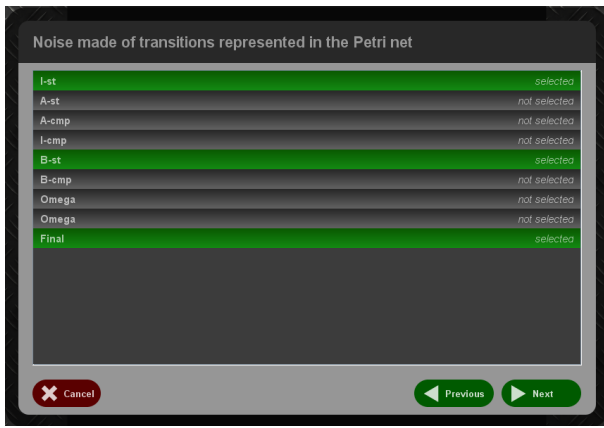 Noise made of transitions represented in the Petri net
I-st selected
A-st not selected
A-cmp not selected
I-cmp not selected
B-st selected
B-cmp not selected
Omega not selected
Omega not selected
Final selected
Cancel Previous Next